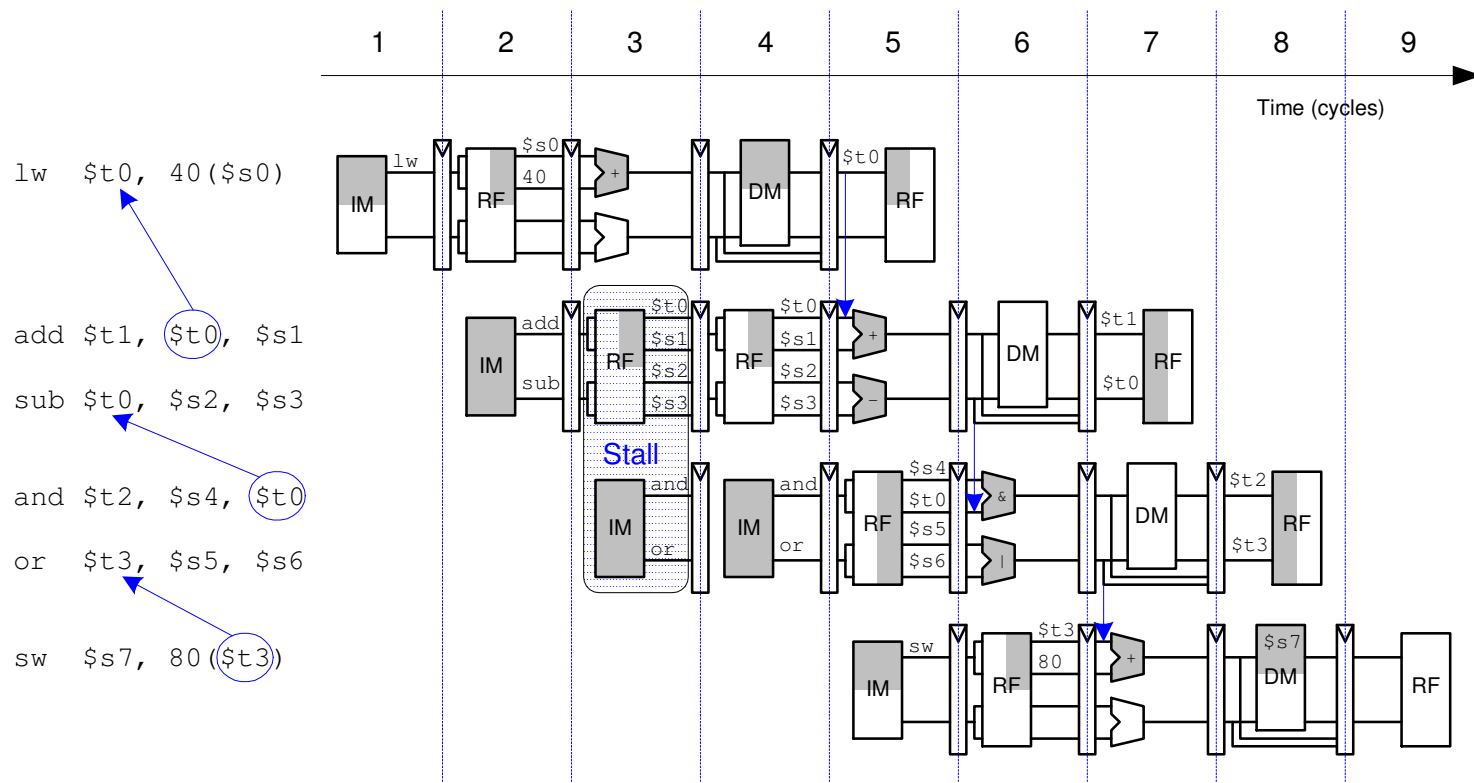 1 2 3 4 5 6 7 8 9
Time (cycles)
lw $t0, 40($s0)
IM lw RF $s0 40 + DM $t0 RF
add $t1, $t0, $s1
sub $t0, $s2, $s3
IM add sub RF $t0 $s1 $s2 $s3 RF $t0 $s1 $s2 $s3 + - DM $t1 $t0 RF
Stall
and $t2, $s4, $t0
or $t3, $s5, $s6
IM and or IM and or RF $s4 $t0 $s5 $s6 & | DM $t2 $t3 RF
sw $s7, 80($t3)
IM sw RF $t3 80 + $s7 DM RF